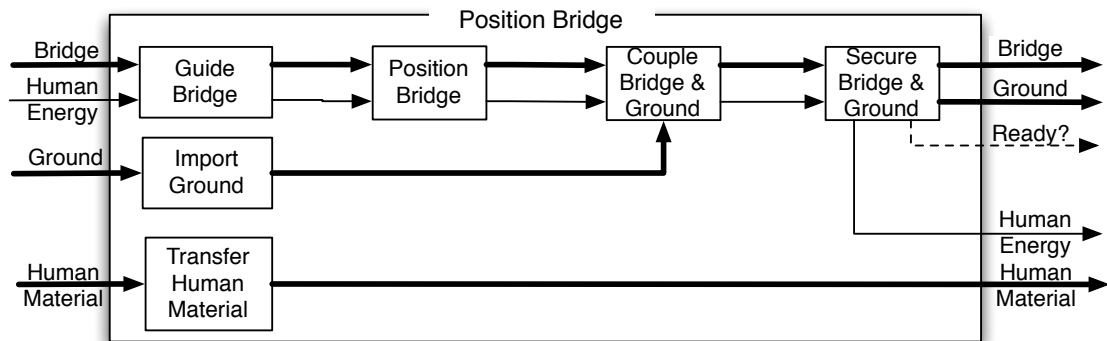 Position Bridge
Bridge
Human
Energy
Guide
Bridge
Position
Bridge
Couple
Bridge &
Ground
Secure
Bridge &
Ground
Bridge
Ground
Ready?
Ground
Import
Ground
Human
Energy
Human
Material
Transfer
Human
Material
Human
Material